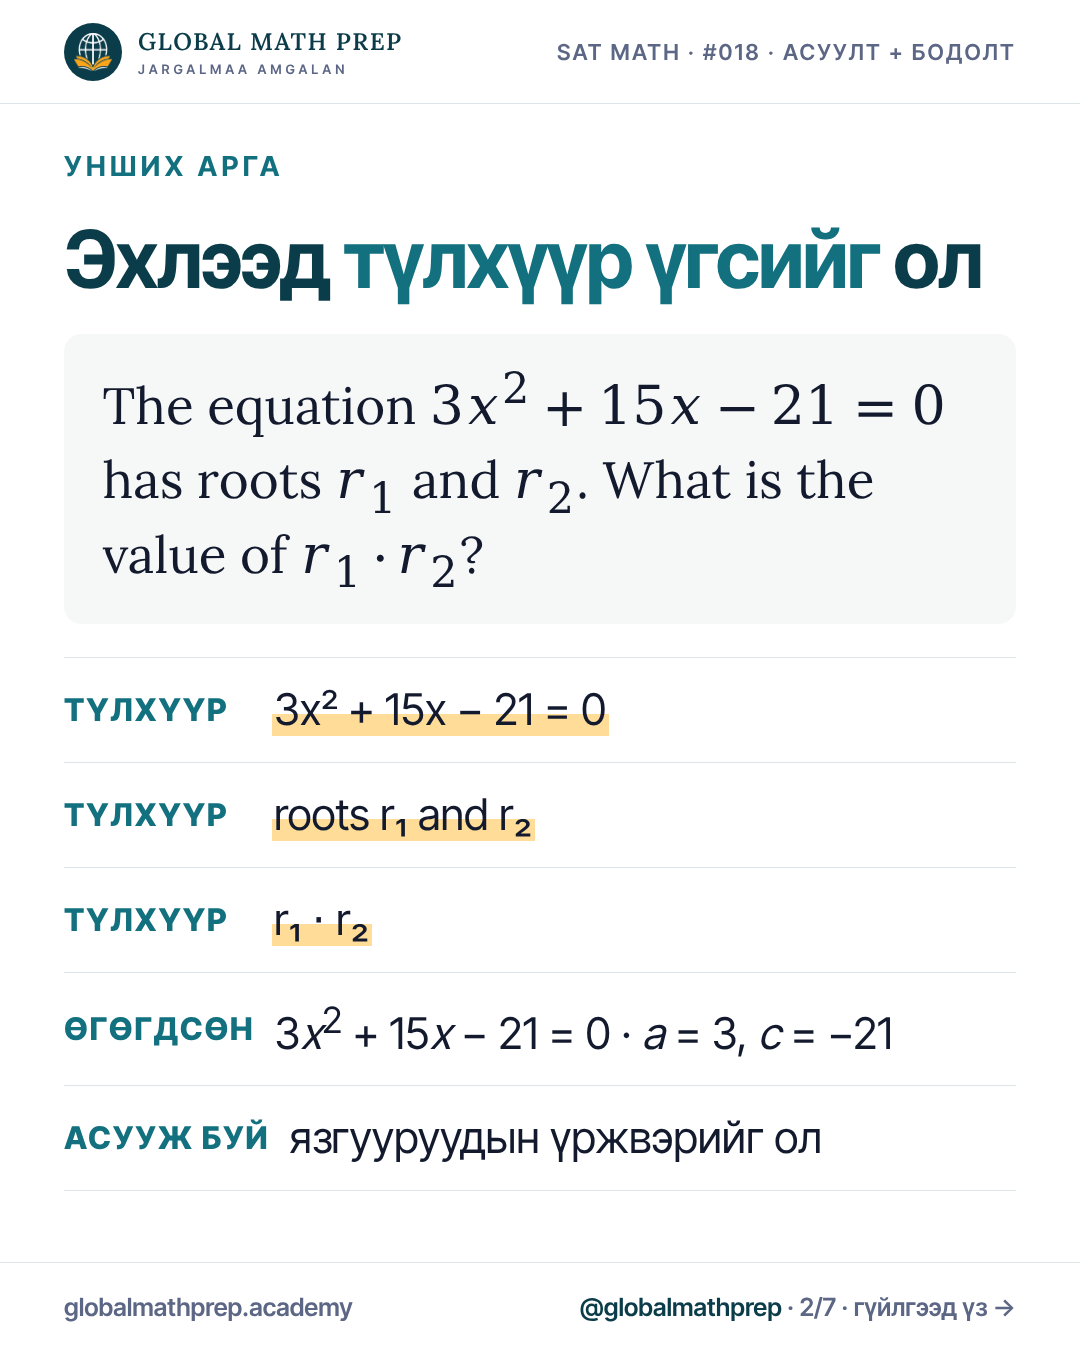 GLOBAL MATH PREP
JARGALMAA AMGALAN
SAT MATH · #018 · АСУУЛТ + БОДОЛТ
УНШИХ АРГА
Эхлээд түлхүүр үгсийг ол
The equation 3x² + 15x − 21 = 0
has roots r₁ and r₂. What is the
value of r₁ · r₂?
ТҮЛХҮҮР 3x² + 15x − 21 = 0
ТҮЛХҮҮР roots r₁ and r₂
ТҮЛХҮҮР r₁ · r₂
ӨГӨГДСӨН 3x² + 15x − 21 = 0 · a = 3, c = −21
АСУУЖ БУЙ язгууруудын үржвэрийг ол
globalmathprep.academy
@globalmathprep · 2/7 · гүйлгээд үз →